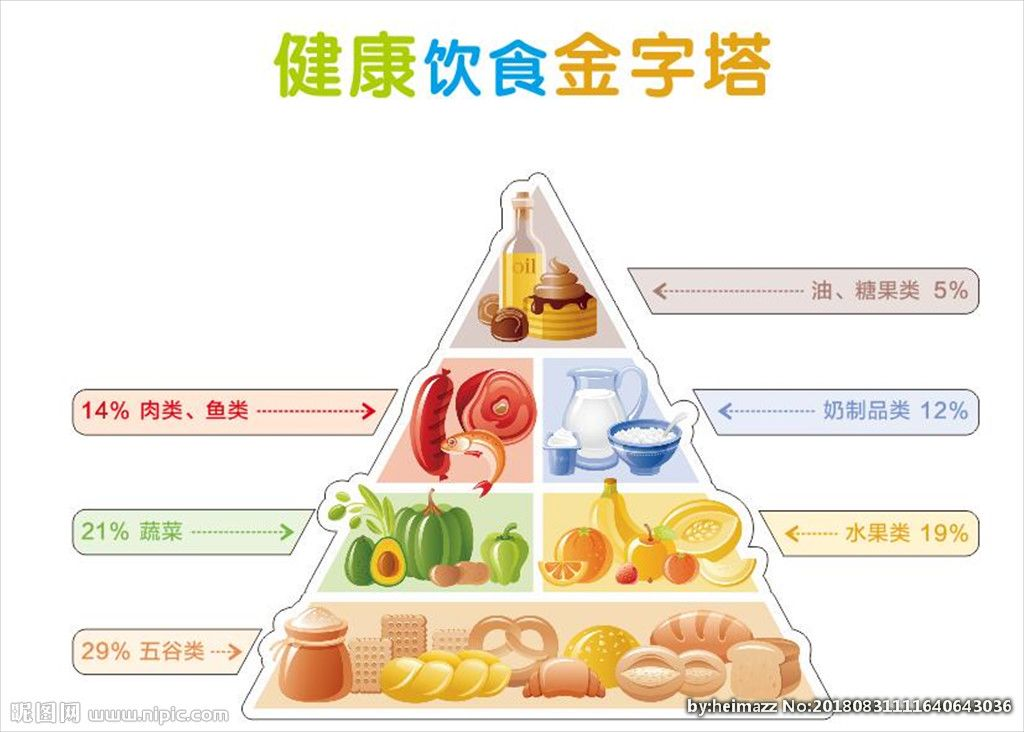 健康饮食金字塔
oil
油、糖果类 5%
14% 肉类、鱼类
奶制品类 12%
21% 蔬菜
水果类 19%
29% 五谷类
昵图网 www.nipic.com
by:heimazz No:20180831111640643036